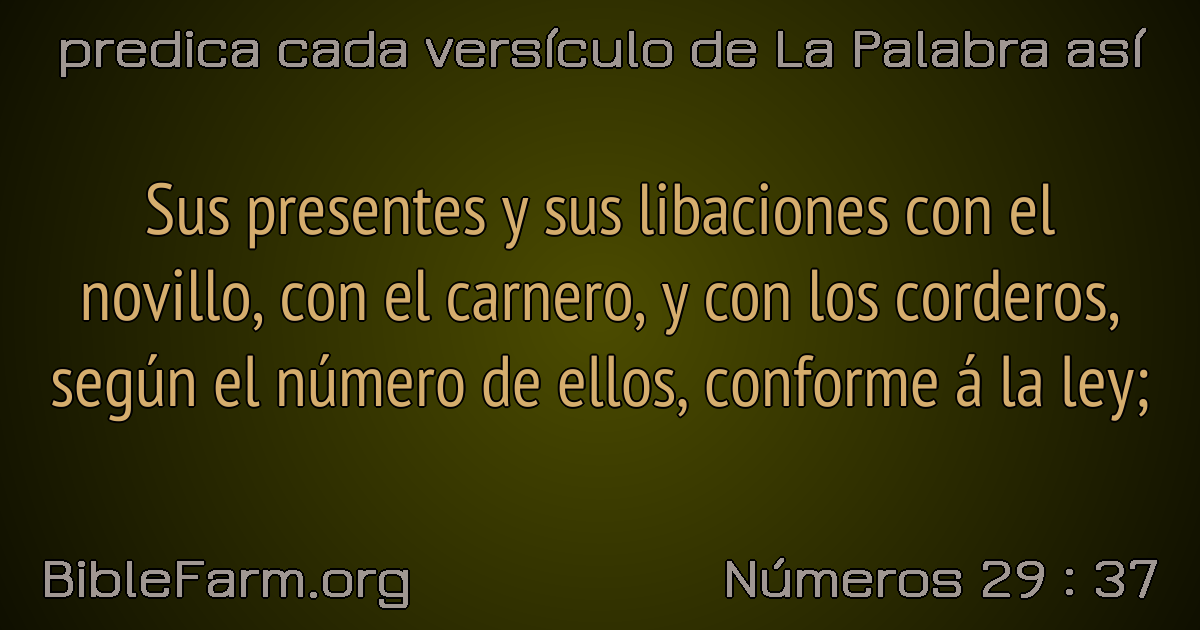 predica cada versículo de La Palabra así
Sus presentes y sus libaciones con el
novillo, con el carnero, y con los corderos,
según el número de ellos, conforme á la ley;
BibleFarm.org
Números 29 : 37